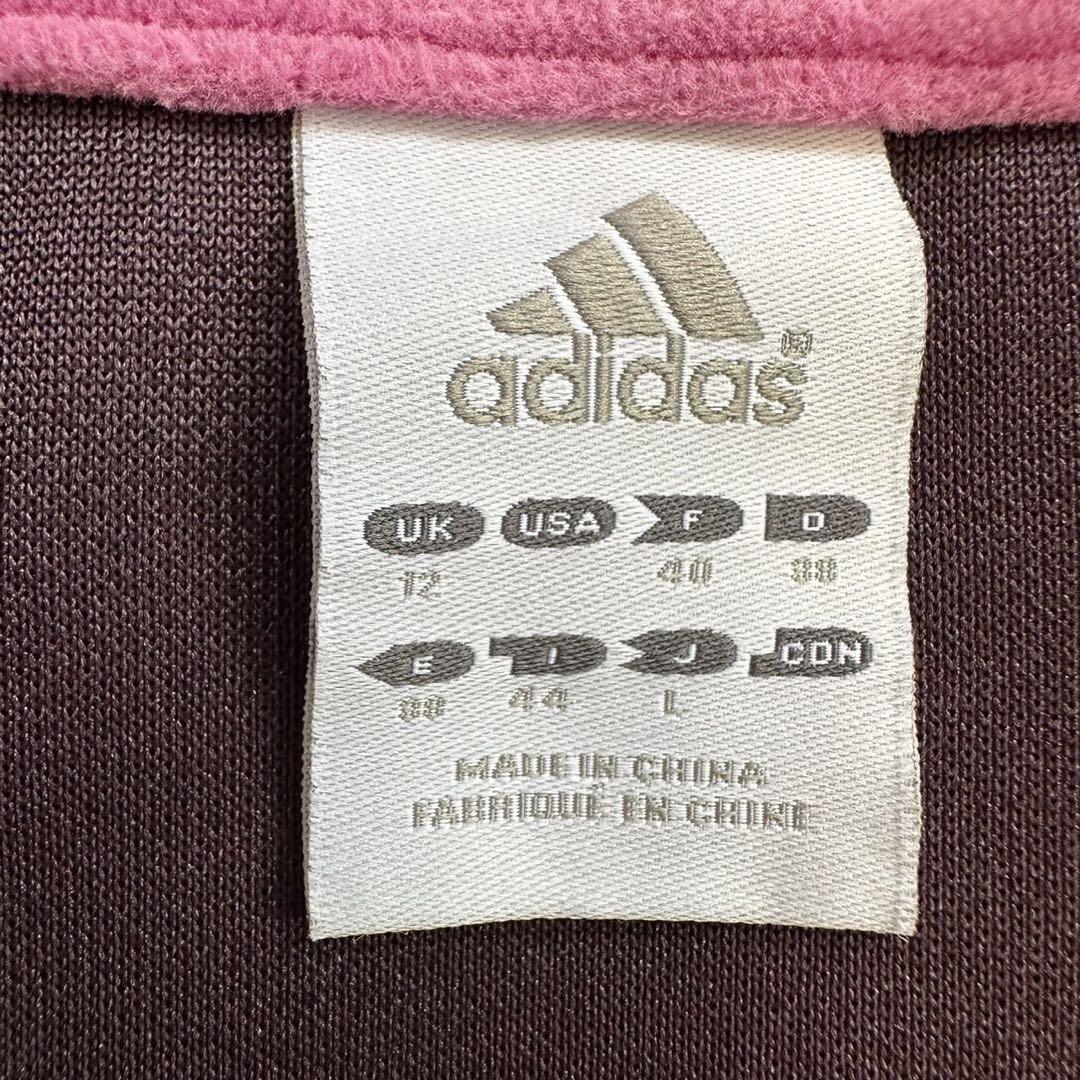 adidas®
UK USA F D
12 40 38
E I J CDN
38 44 L
MADE IN CHINA
FABRIQUÉ EN CHINE